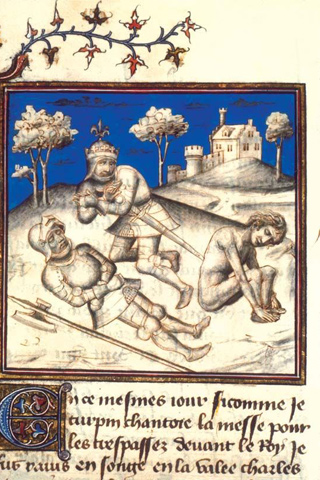 En ce mesmes iour sicomme Je
turpin chantoie la messe pour
les trespassez deuant le Roy Je
fus rauis en songe en la valee charles